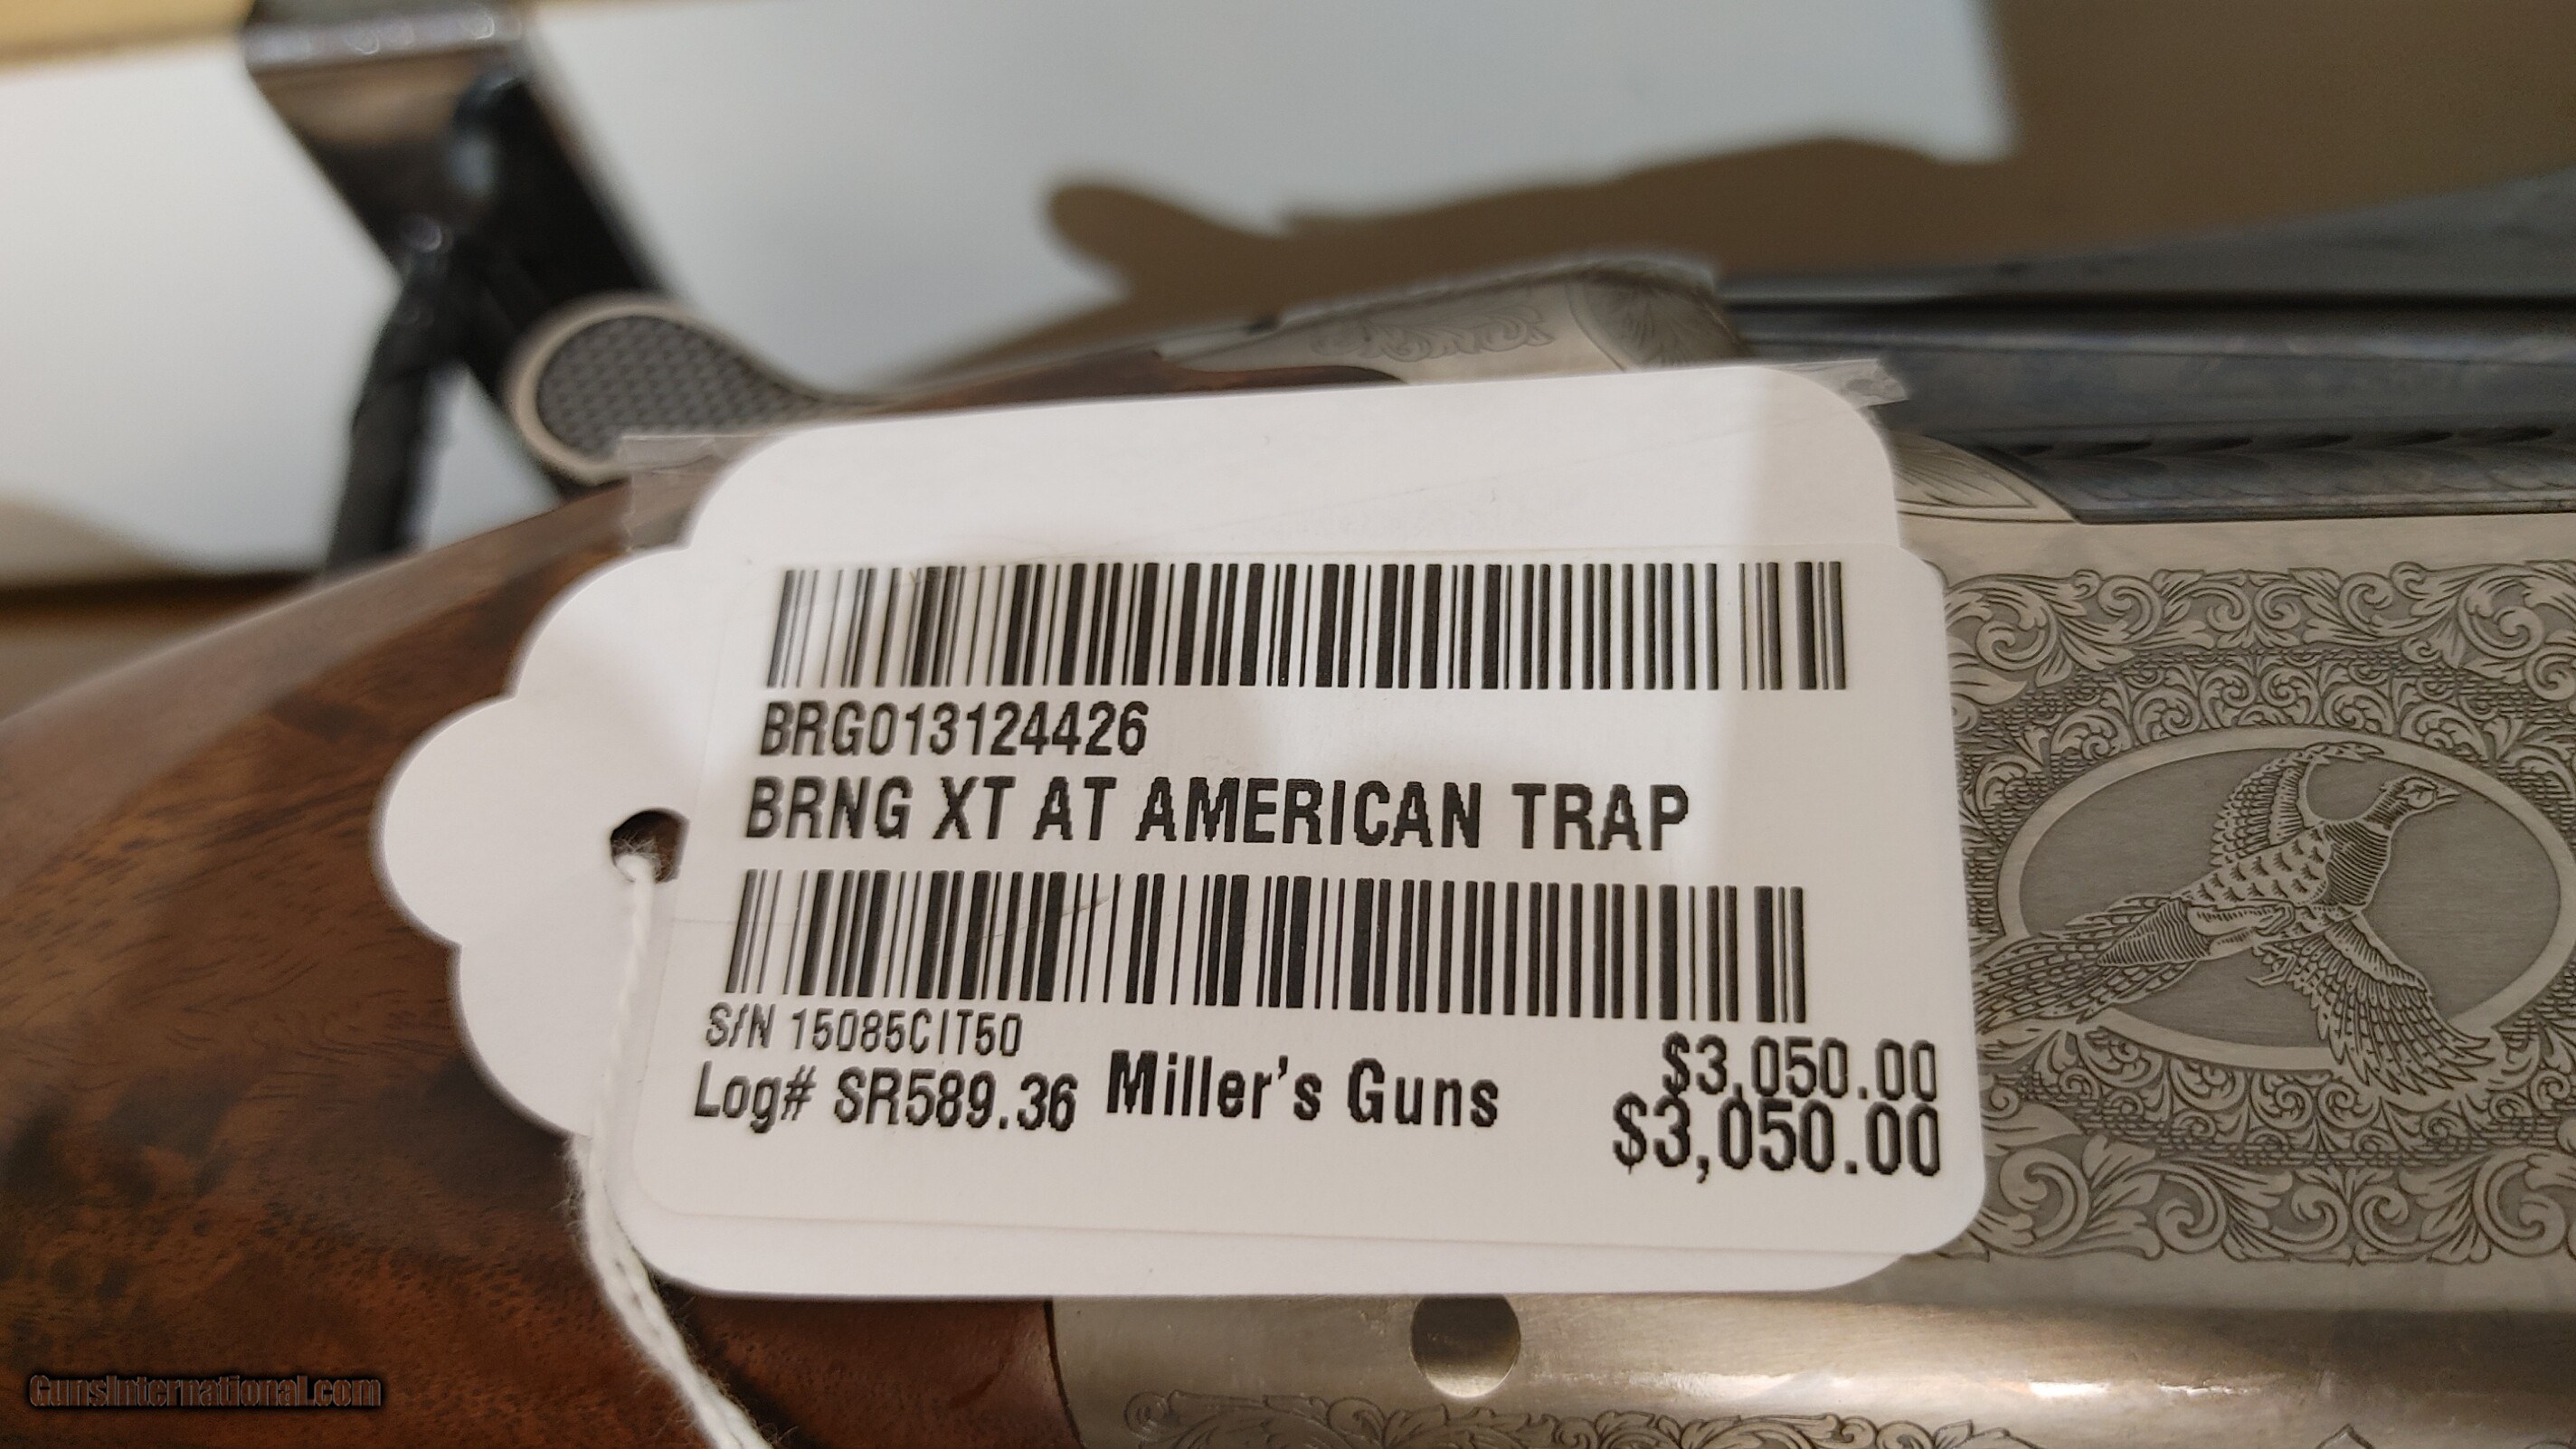 BRG013124426
BRNG XT AT AMERICAN TRAP
S/N 15085CIT50
Log# SR589.36 Miller's Guns
$3,050.00
$3,050.00
GunsInternational.com